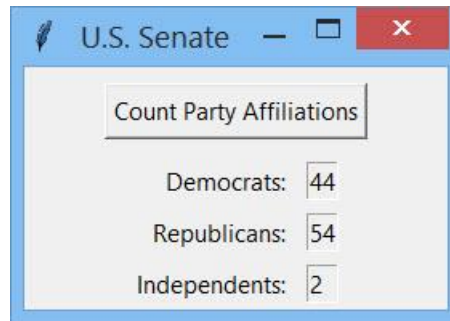 U.S. Senate
Count Party Affiliations
Democrats: 44
Republicans: 54
Independents: 2